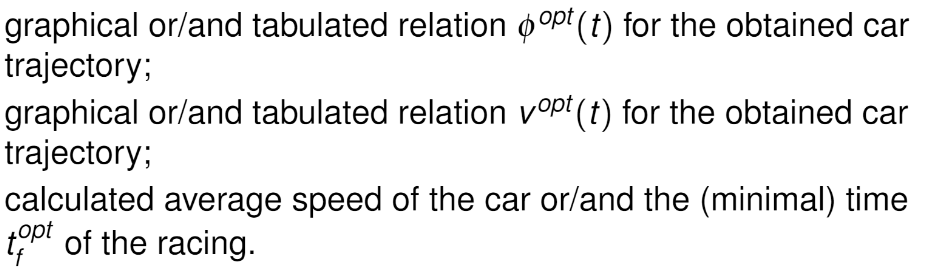 graphical or/and tabulated relation ϕ^opt(t) for the obtained car
trajectory;
graphical or/and tabulated relation v^opt(t) for the obtained car
trajectory;
calculated average speed of the car or/and the (minimal) time
t_f^opt of the racing.